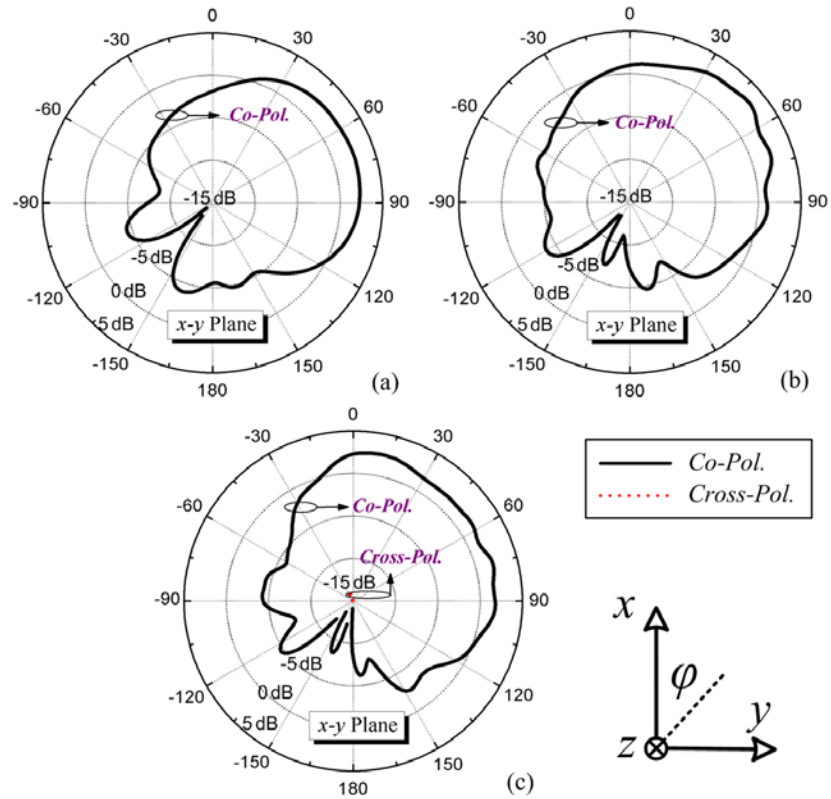 0
-30
30
-60
60
Co-Pol.
-90
90
-15 dB
-5 dB
-120
120
0 dB
5 dB
x-y Plane
-150
150
180
(a)
0
-30
30
-60
60
Co-Pol.
-90
90
-15 dB
-5 dB
-120
120
0 dB
5 dB
x-y Plane
-150
150
180
(b)
0
-30
30
-60
60
Co-Pol.
Cross-Pol.
-15 dB
-90
90
-5 dB
-120
120
0 dB
5 dB
x-y Plane
-150
150
180
(c)
Co-Pol.
Cross-Pol.
x
φ
y
z